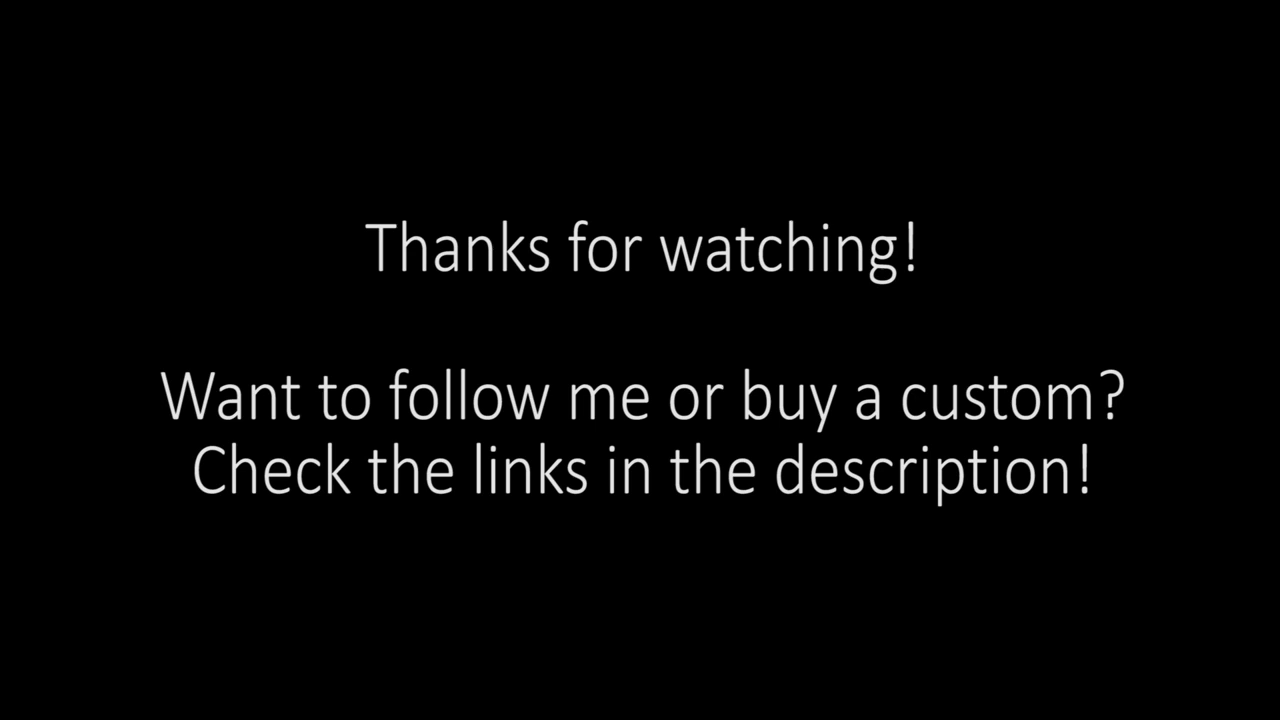 Thanks for watching!
Want to follow me or buy a custom?
Check the links in the description!